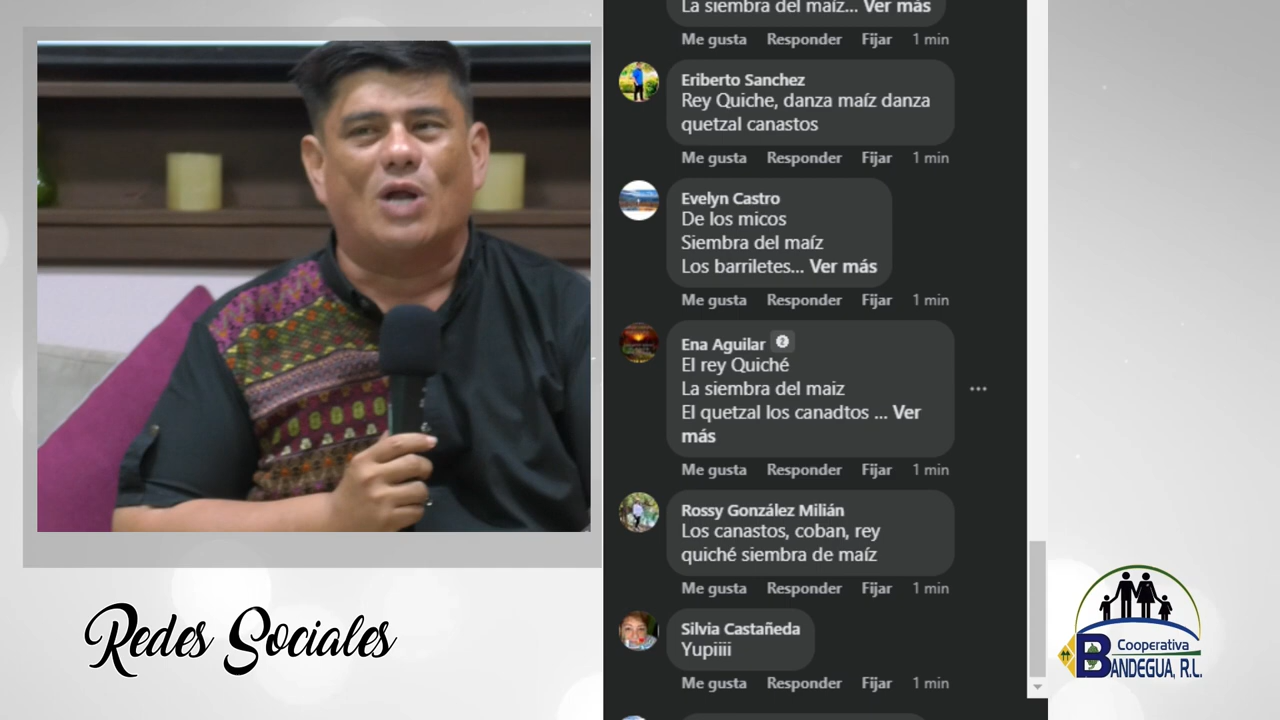 La siembra del maíz... Ver más
Me gusta Responder Fijar 1 min
Eriberto Sanchez
Rey Quiche, danza maíz danza
quetzal canastos
Me gusta Responder Fijar 1 min
Evelyn Castro
De los micos
Siembra del maíz
Los barriletes... Ver más
Me gusta Responder Fijar 1 min
Ena Aguilar
El rey Quiché
La siembra del maiz
El quetzal los canadtos ... Ver
más
Me gusta Responder Fijar 1 min
Rossy González Milián
Los canastos, coban, rey
quiché siembra de maíz
Me gusta Responder Fijar 1 min
Silvia Castañeda
Yupiiii
Me gusta Responder Fijar 1 min
Redes Sociales
Cooperativa
BANDEGUA, R.L.